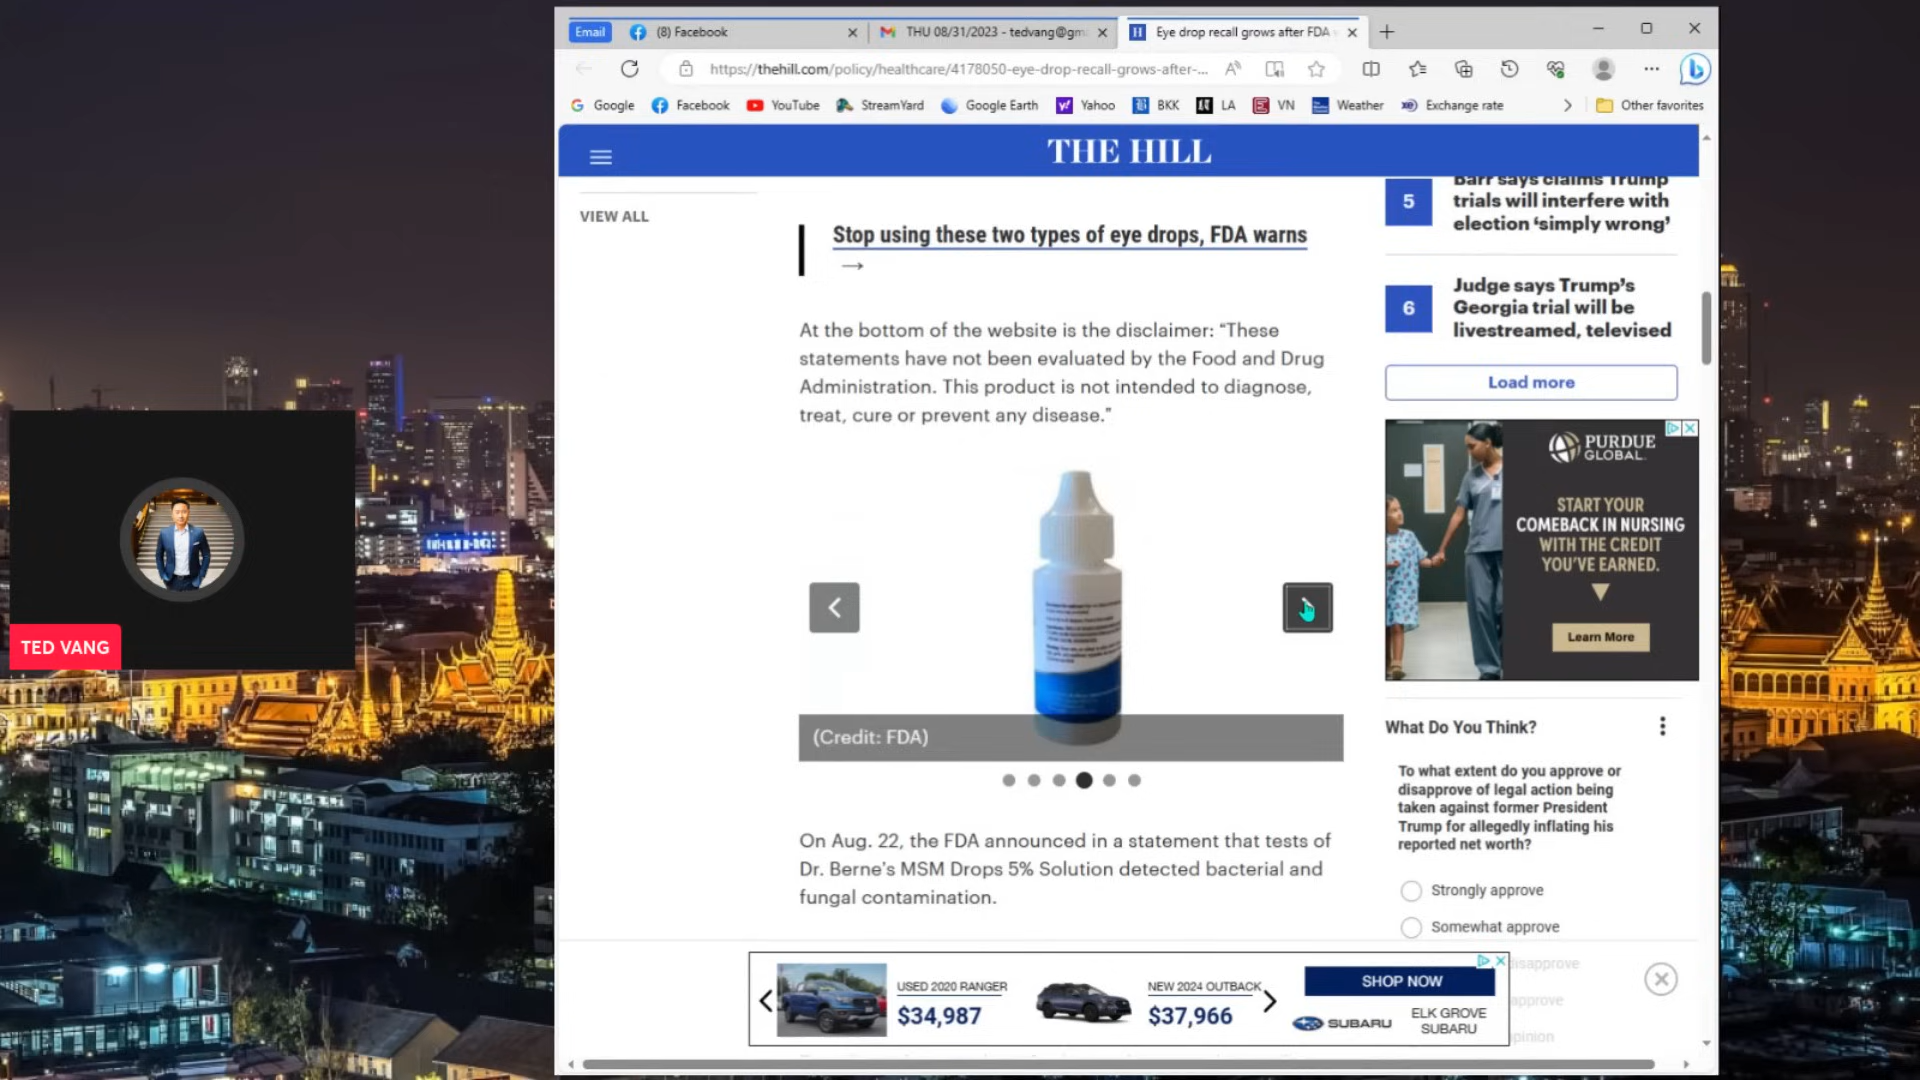 Email
(8) Facebook
THU 08/31/2023 - tedvang@gm
Eye drop recall grows after FDA
https://thehill.com/policy/healthcare/4178050-eye-drop-recall-grows-after-...
Google
Facebook
YouTube
StreamYard
Google Earth
Yahoo
BKK
LA
VN
Weather
Exchange rate
Other favorites
THE HILL
VIEW ALL
Stop using these two types of eye drops, FDA warns
→
At the bottom of the website is the disclaimer: “These
statements have not been evaluated by the Food and Drug
Administration. This product is not intended to diagnose,
treat, cure or prevent any disease.”
(Credit: FDA)
On Aug. 22, the FDA announced in a statement that tests of
Dr. Berne’s MSM Drops 5% Solution detected bacterial and
fungal contamination.
5
Barr says claims Trump
trials will interfere with
election ‘simply wrong’
6
Judge says Trump’s
Georgia trial will be
livestreamed, televised
Load more
PURDUE
GLOBAL
START YOUR
COMEBACK IN NURSING
WITH THE CREDIT
YOU’VE EARNED.
Learn More
What Do You Think?
To what extent do you approve or
disapprove of legal action being
taken against former President
Trump for allegedly inflating his
reported net worth?
Strongly approve
Somewhat approve
USED 2020 RANGER
$34,987
NEW 2024 OUTBACK
$37,966
SHOP NOW
SUBARU
ELK GROVE
SUBARU
TED VANG